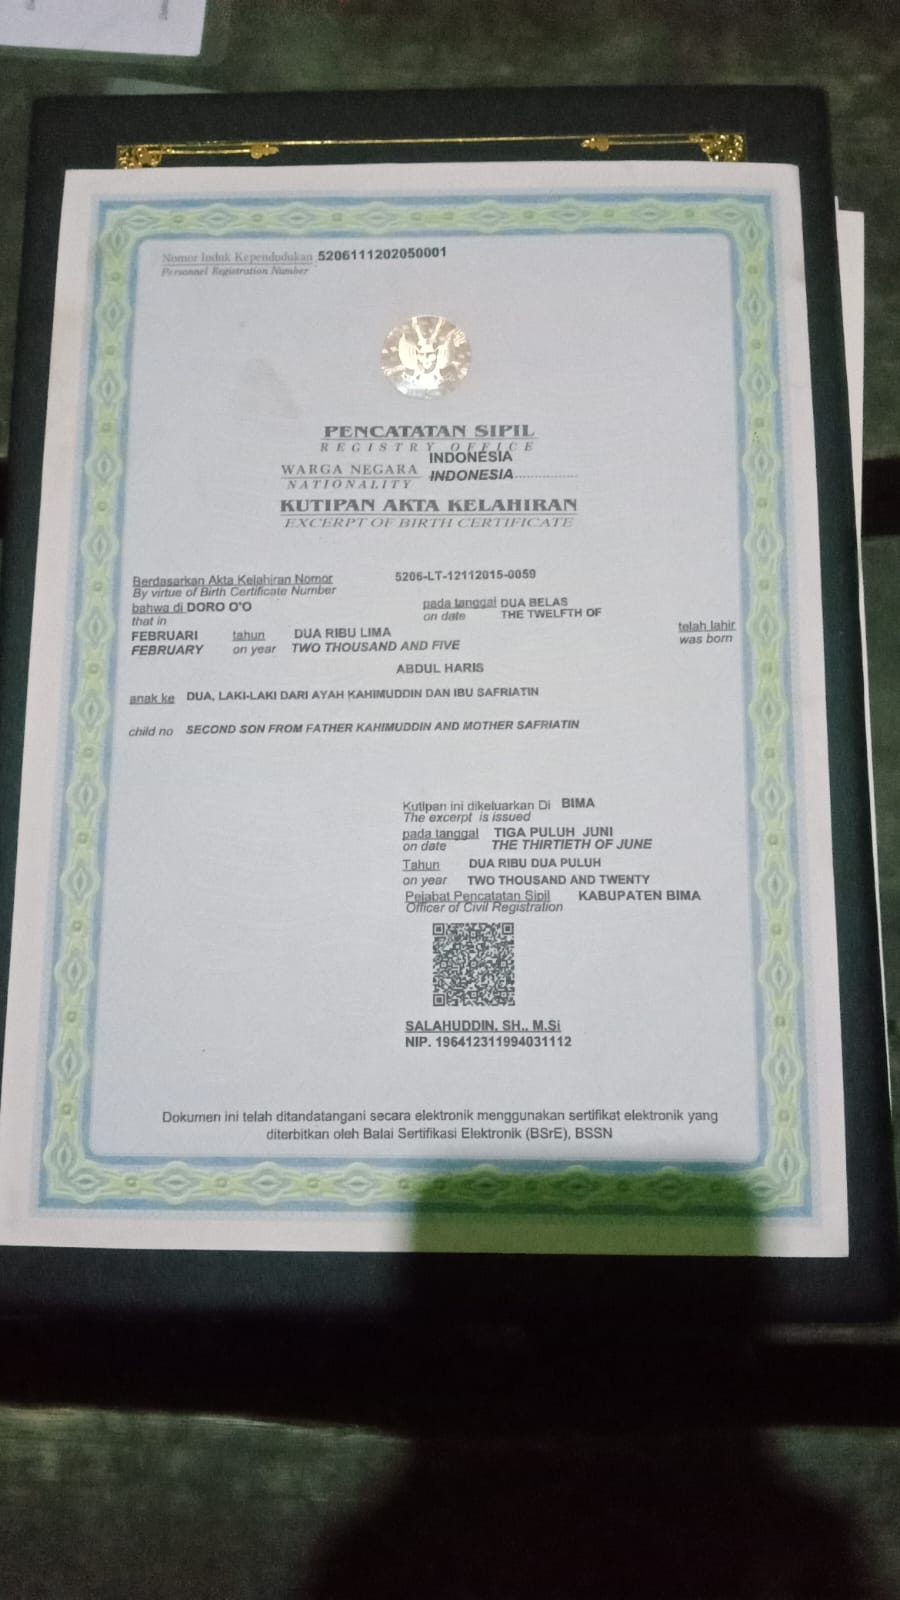 Nomor Induk Kependudukan 5206111202050001
Personnel Registration Number
PENCATATAN SIPIL
REGISTRY OFFICE
INDONESIA
WARGA NEGARA
NATIONALITY INDONESIA................
KUTIPAN AKTA KELAHIRAN
EXCERPT OF BIRTH CERTIFICATE
Berdasarkan Akta Kelahiran Nomor 5206-LT-12112015-0059
By virtue of Birth Certificate Number
bahwa di DORO O'O pada tanggal DUA BELAS
that in on date THE TWELFTH OF
FEBRUARI tahun DUA RIBU LIMA telah lahir
FEBRUARY on year TWO THOUSAND AND FIVE was born
ABDUL HARIS
anak ke DUA, LAKI-LAKI DARI AYAH KAHIMUDDIN DAN IBU SAFRIATIN
child no SECOND SON FROM FATHER KAHIMUDDIN AND MOTHER SAFRIATIN
Kutipan ini dikeluarkan Di BIMA
The excerpt is issued
pada tanggal TIGA PULUH JUNI
on date THE THIRTIETH OF JUNE
Tahun DUA RIBU DUA PULUH
on year TWO THOUSAND AND TWENTY
Pejabat Pencatatan Sipil KABUPATEN BIMA
Officer of Civil Registration
SALAHUDDIN, SH., M.Si
NIP. 196412311994031112
Dokumen ini telah ditandatangani secara elektronik menggunakan sertifikat elektronik yang
diterbitkan oleh Balai Sertifikasi Elektronik (BSrE), BSSN